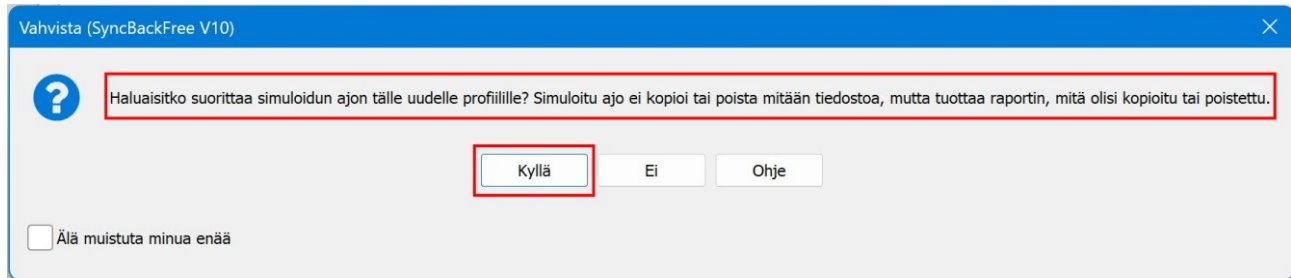 Vahvista (SyncBackFree V10)
Haluaisitko suorittaa simuloidun ajon tälle uudelle profiilille? Simuloitu ajo ei kopioi tai poista mitään tiedostoa, mutta tuottaa raportin, mitä olisi kopioitu tai poistettu.
Kyllä Ei Ohje
Älä muistuta minua enää